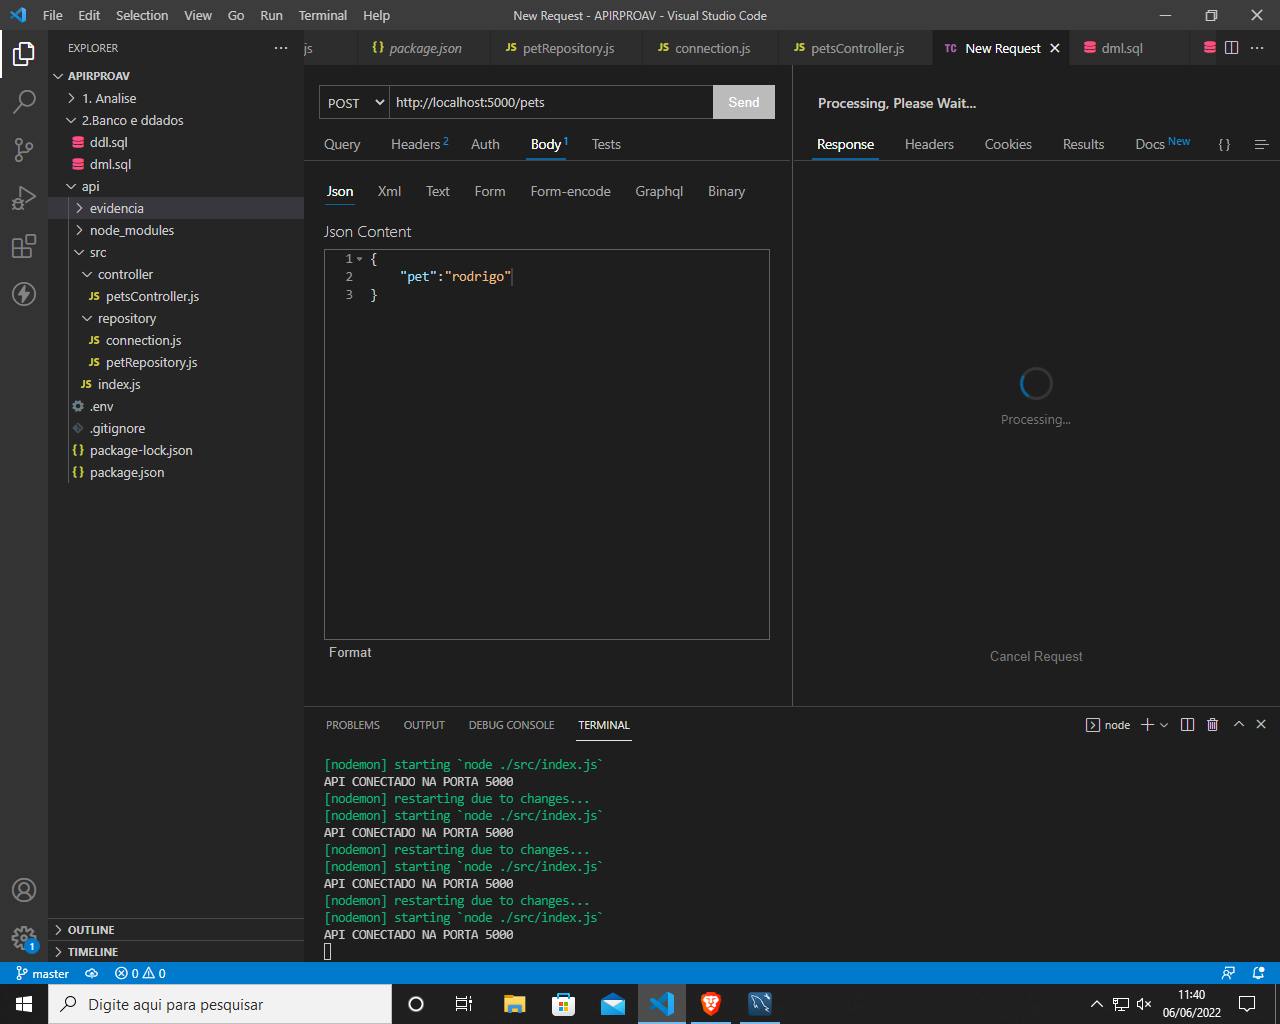 File Edit Selection View Go Run Terminal Help
New Request - APIRPROAV - Visual Studio Code
EXPLORER
APIRPROAV
1. Analise
2.Banco e ddados
ddl.sql
dml.sql
api
evidencia
node_modules
src
controller
JS petsController.js
repository
JS connection.js
JS petRepository.js
JS index.js
.env
.gitignore
{} package-lock.json
{} package.json
OUTLINE
TIMELINE
js
{} package.json
JS petRepository.js
JS connection.js
JS petsController.js
TC New Request
dml.sql
POST
http://localhost:5000/pets
Send
Query Headers 2 Auth Body 1 Tests
Json Xml Text Form Form-encode Graphql Binary
Json Content
1 {
2 "pet":"rodrigo"
3 }
Format
Processing, Please Wait...
Response Headers Cookies Results Docs New {}
Processing...
Cancel Request
PROBLEMS OUTPUT DEBUG CONSOLE TERMINAL
node
[nodemon] starting `node ./src/index.js`
API CONECTADO NA PORTA 5000
[nodemon] restarting due to changes...
[nodemon] starting `node ./src/index.js`
API CONECTADO NA PORTA 5000
[nodemon] restarting due to changes...
[nodemon] starting `node ./src/index.js`
API CONECTADO NA PORTA 5000
[nodemon] restarting due to changes...
[nodemon] starting `node ./src/index.js`
API CONECTADO NA PORTA 5000
1
master
0 0
Digite aqui para pesquisar
11:40
06/06/2022